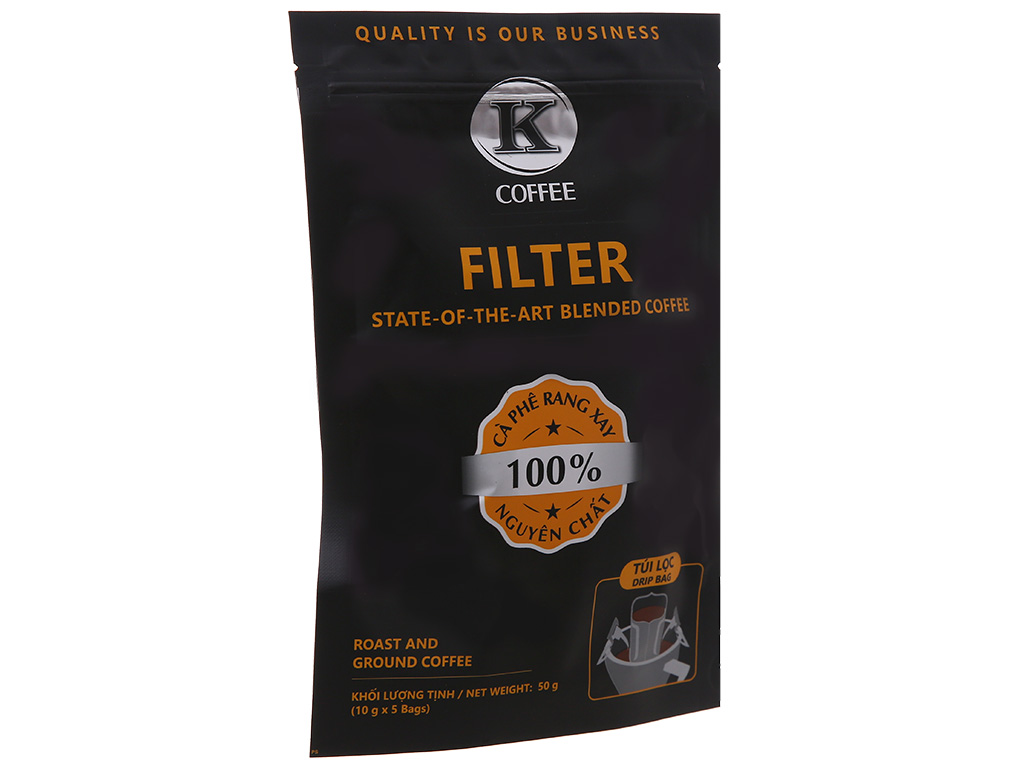 QUALITY IS OUR BUSINESS
K
COFFEE
FILTER
STATE-OF-THE-ART BLENDED COFFEE
CÀ PHÊ RANG XAY
100%
NGUYÊN CHẤT
TÚI LỌC
DRIP BAG
ROAST AND
GROUND COFFEE
KHỐI LƯỢNG TỊNH / NET WEIGHT: 50 g
(10 g x 5 Bags)